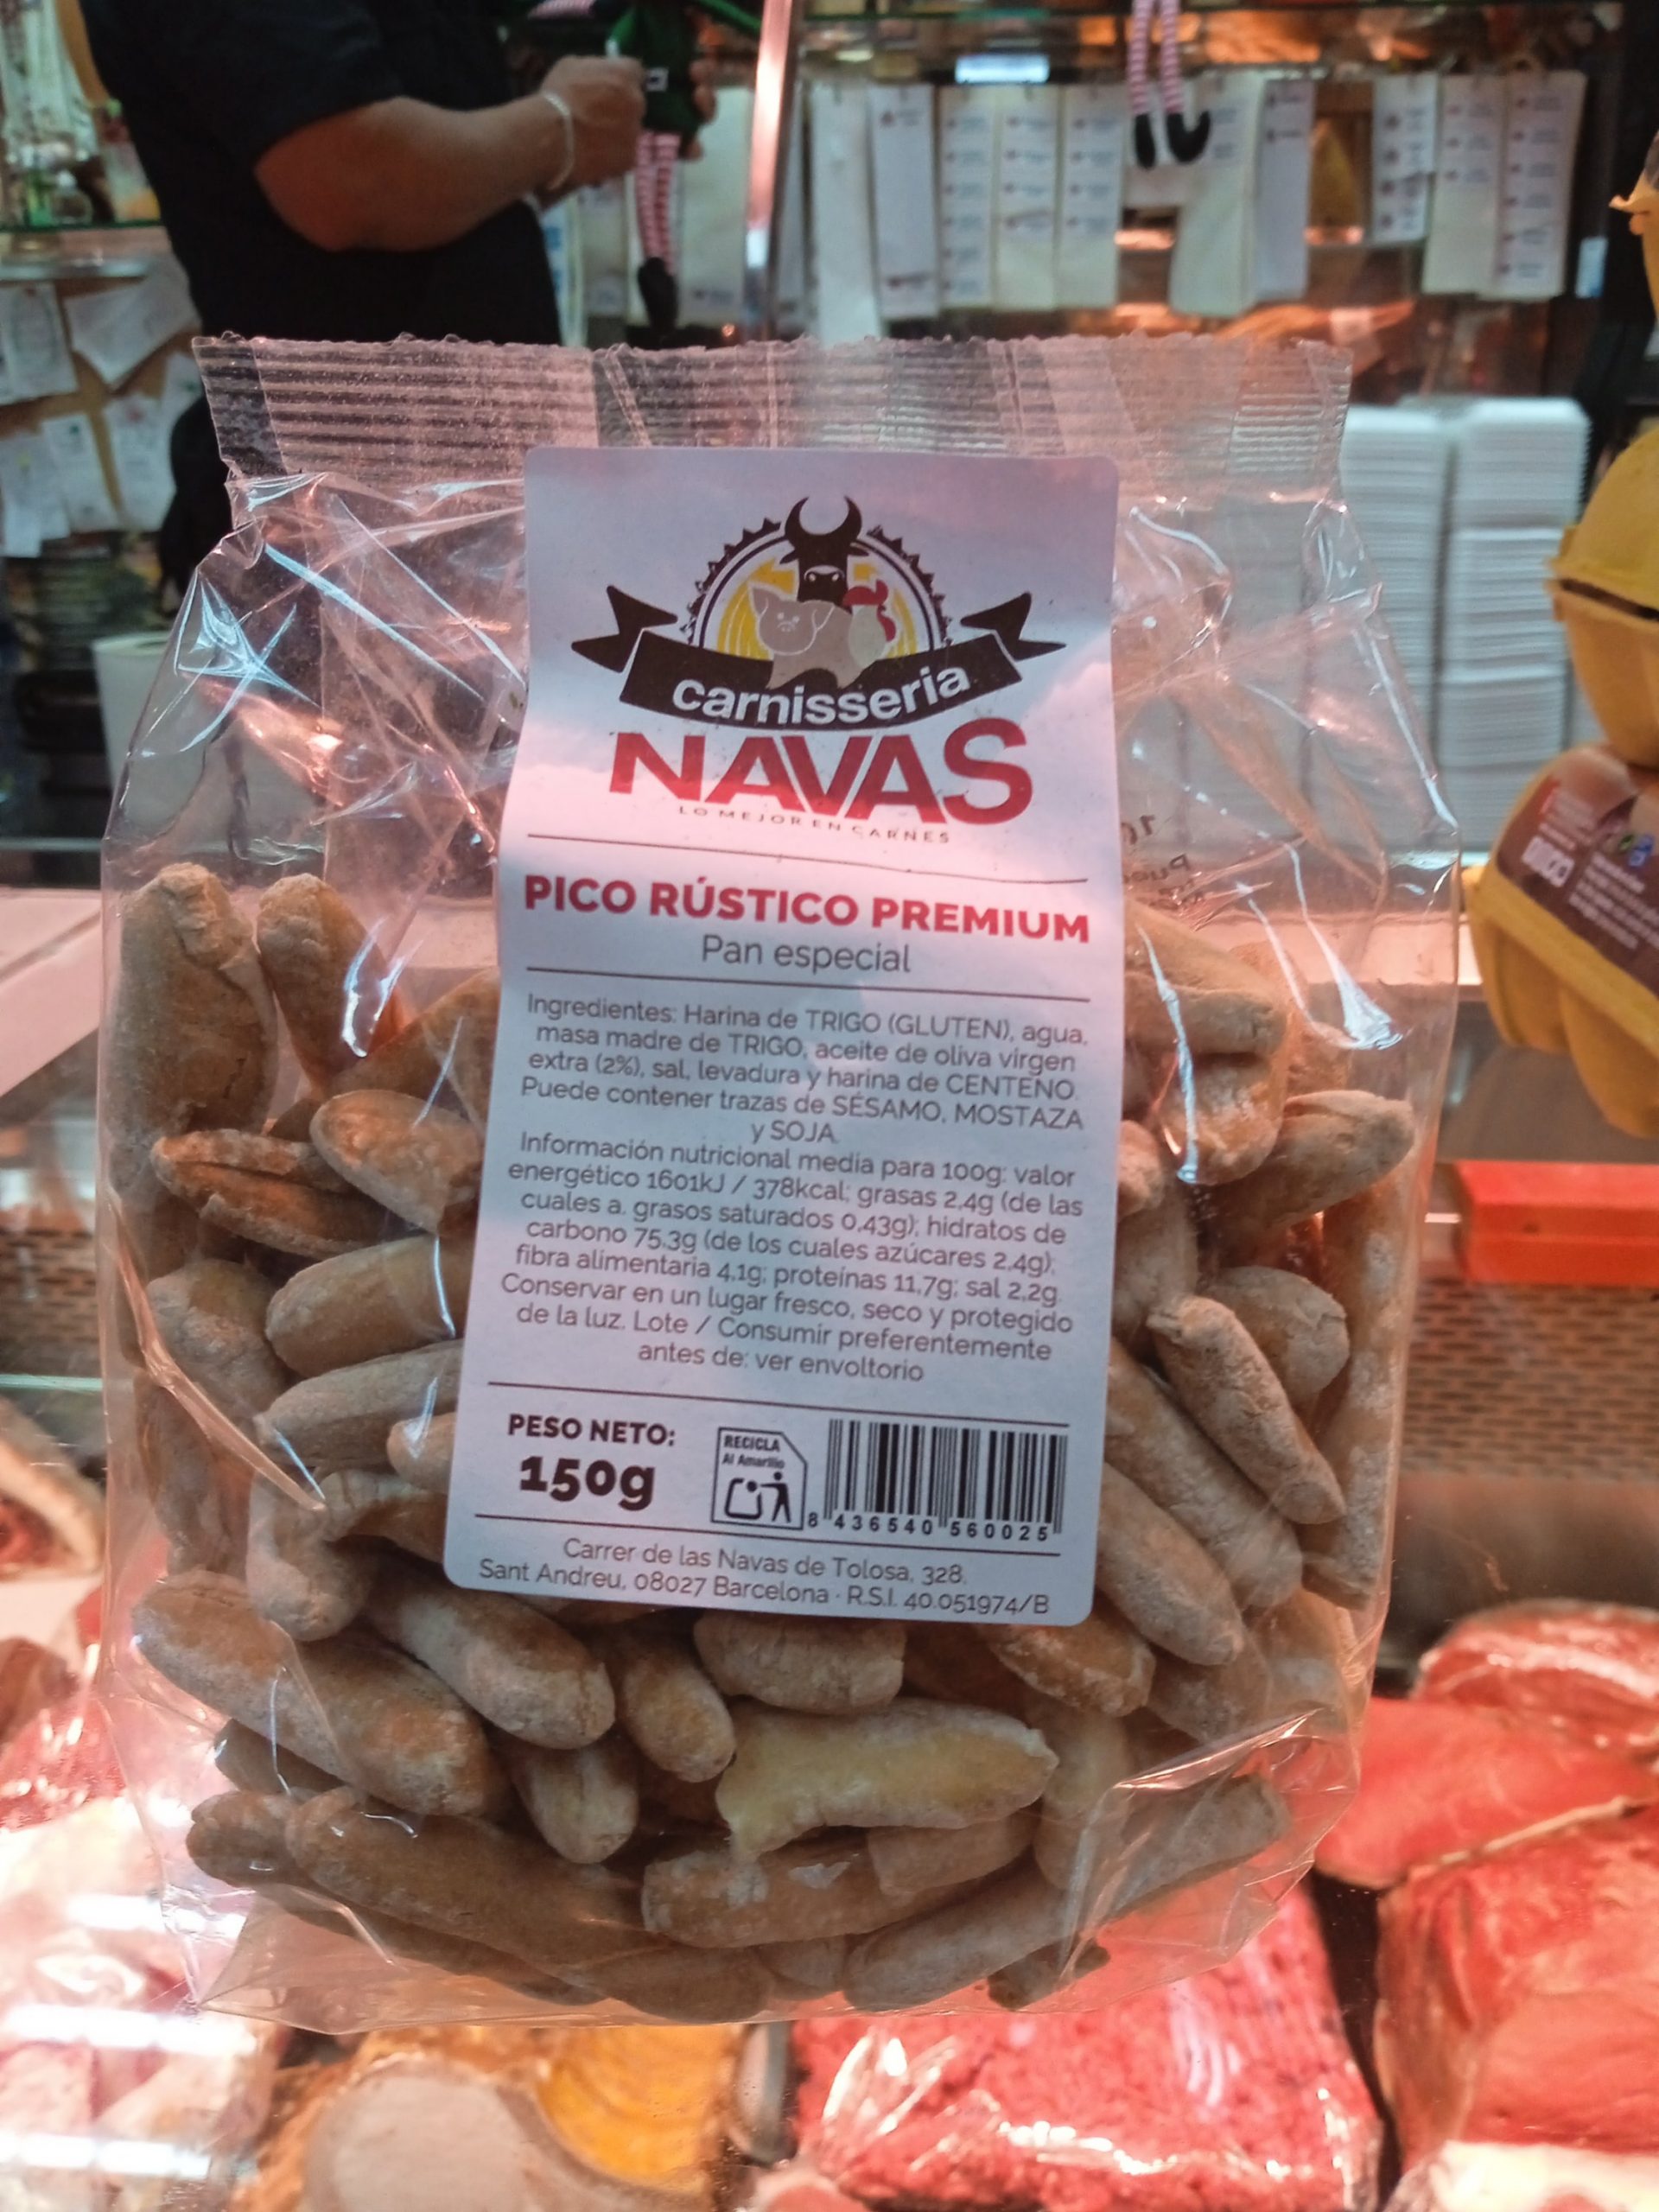 carnisseria
NAVAS
LO MEJOR EN CARNES
PICO RÚSTICO PREMIUM
Pan especial
Ingredientes: Harina de TRIGO (GLUTEN), agua,
masa madre de TRIGO, aceite de oliva virgen
extra (2%), sal, levadura y harina de CENTENO.
Puede contener trazas de SÉSAMO, MOSTAZA
y SOJA.
Información nutricional media para 100g: valor
energético 1601kJ / 378kcal; grasas 2,4g (de las
cuales a. grasos saturados 0,43g); hidratos de
carbono 75,3g (de los cuales azúcares 2,4g);
fibra alimentaria 4,1g; proteínas 11,7g; sal 2,2g.
Conservar en un lugar fresco, seco y protegido
de la luz. Lote / Consumir preferentemente
antes de: ver envoltorio
PESO NETO:
150g
RECICLA
Al Amarillo
8 436540 560025
Carrer de las Navas de Tolosa, 328.
Sant Andreu, 08027 Barcelona · R.S.I. 40.051974/B